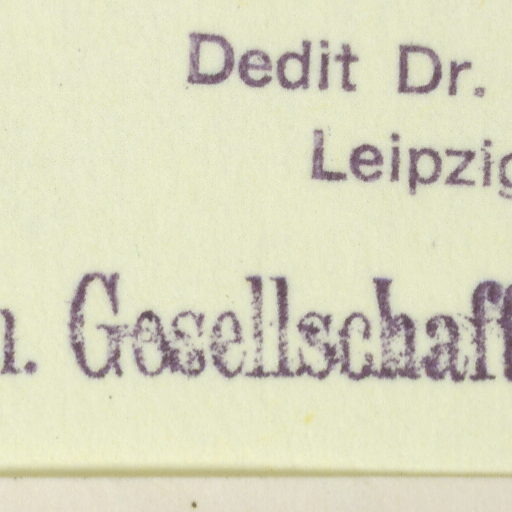 Dedit Dr.
Leipzig
n. Gesellschaft